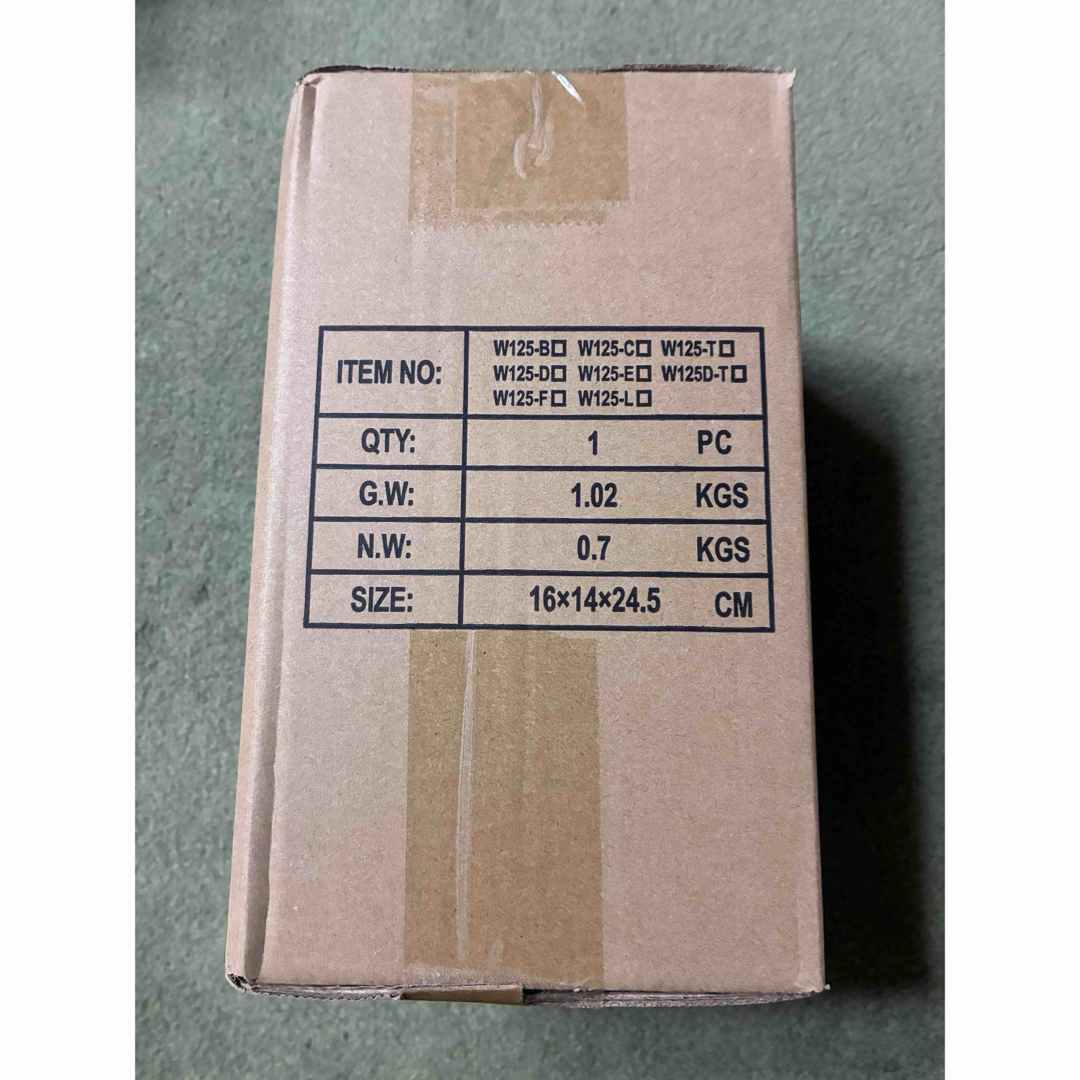 ITEM NO: W125-B□ W125-C□ W125-T□
W125-D□ W125-E□ W125D-T□
W125-F□ W125-L□
QTY: 1 PC
G.W: 1.02 KGS
N.W: 0.7 KGS
SIZE: 16×14×24.5 CM